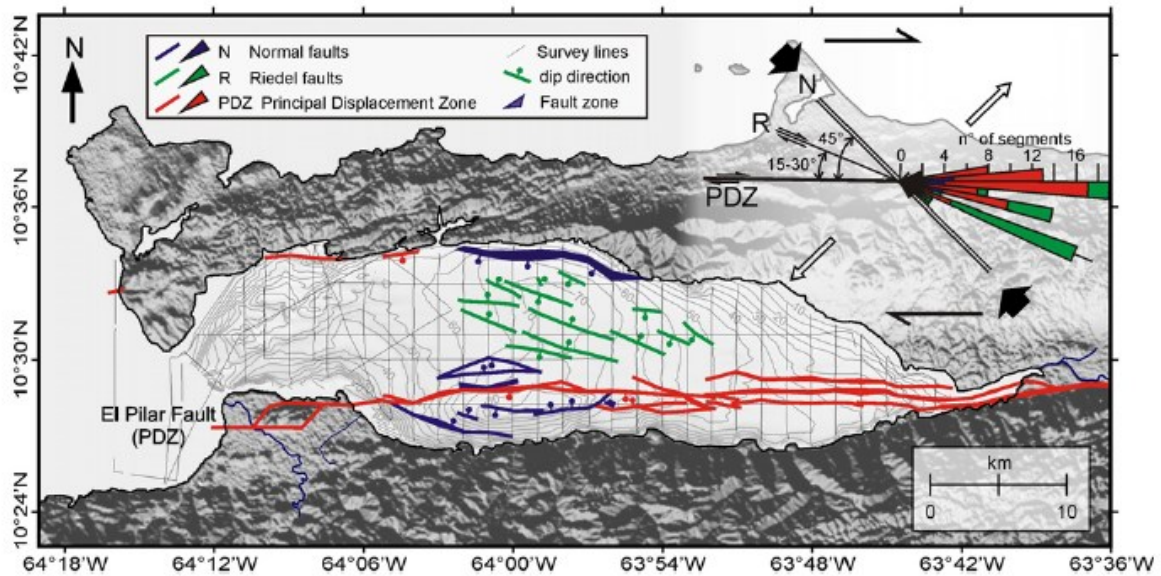 N
N Normal faults
R Riedel faults
PDZ Principal Displacement Zone
Survey lines
dip direction
Fault zone
N
R
45°
15-30°
PDZ
n° of segments
0 4 8 12 16
El Pilar Fault
(PDZ)
km
0 10
10°42'N
10°36'N
10°30'N
10°24'N
64°18'W 64°12'W 64°06'W 64°00'W 63°54'W 63°48'W 63°42'W 63°36'W